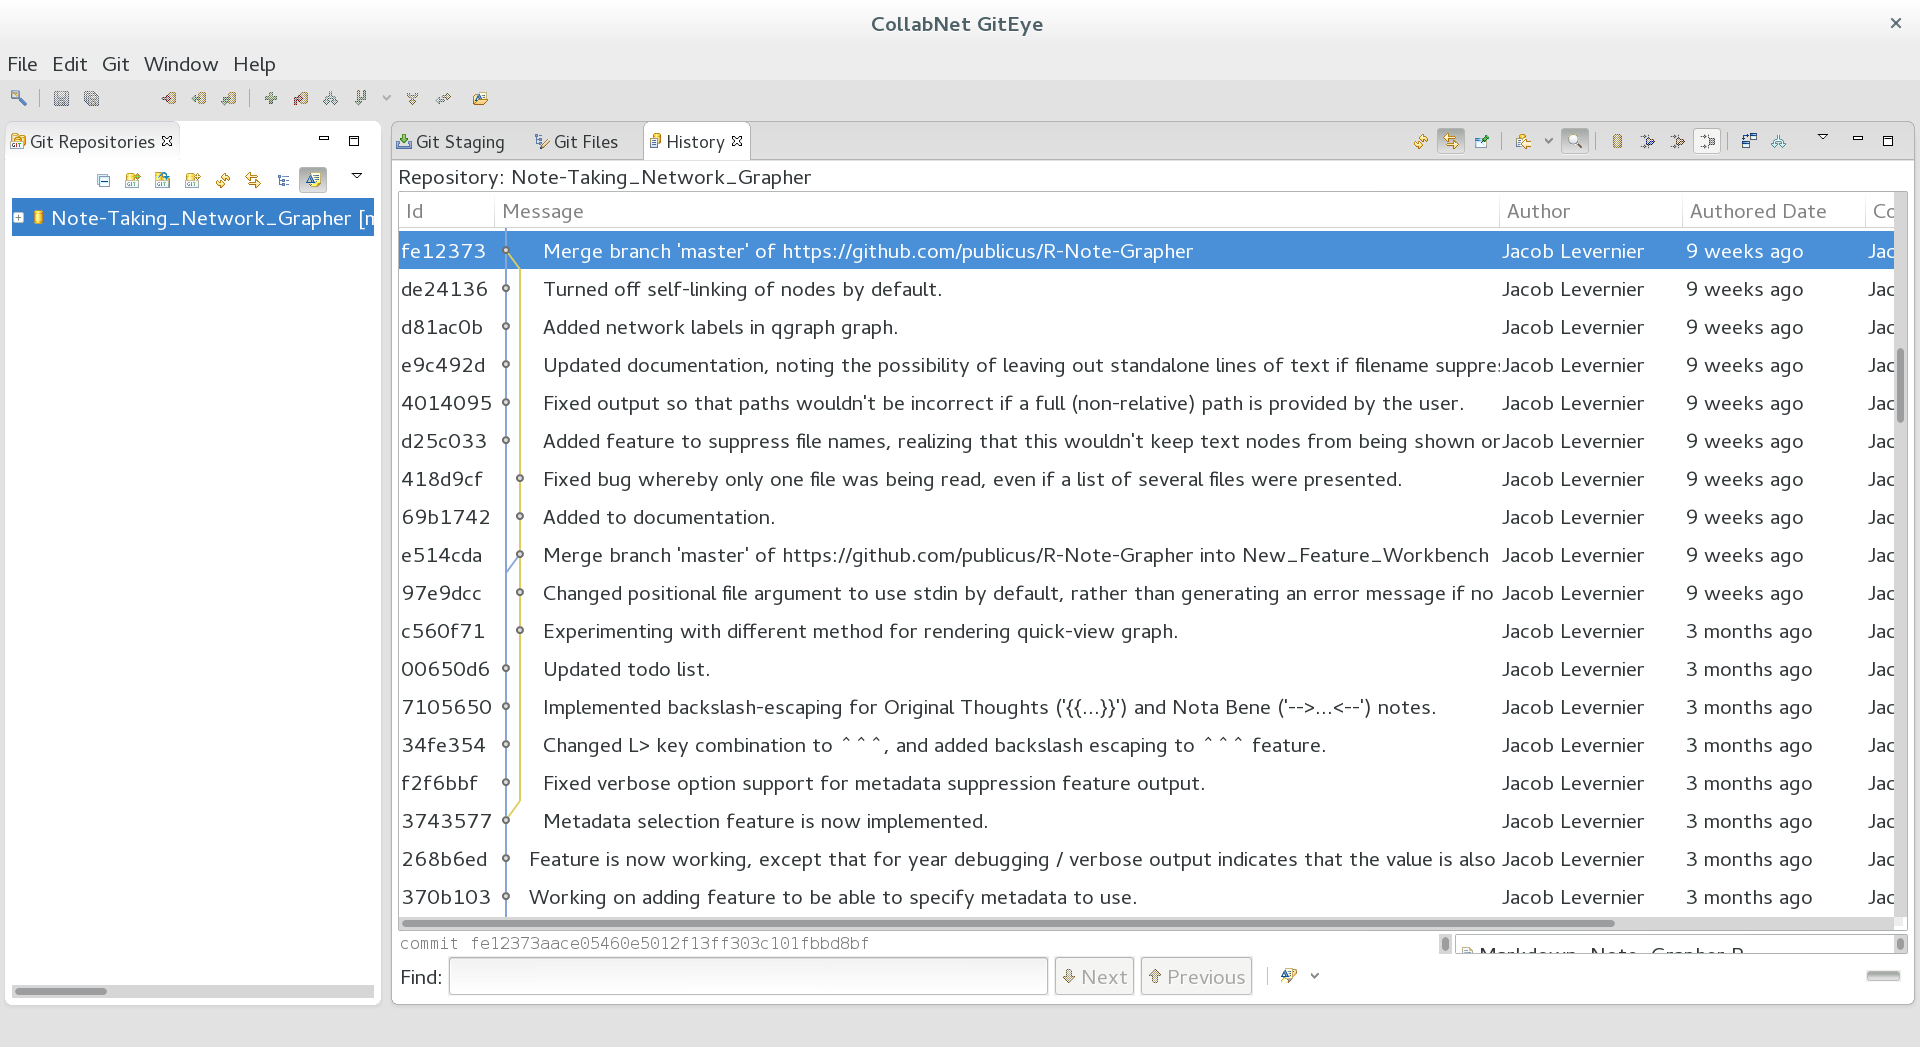 CollabNet GitEye
File Edit Git Window Help
Git Repositories
Note-Taking_Network_Grapher
Git Staging Git Files History
Repository: Note-Taking_Network_Grapher
Id Message Author Authored Date Co
fe12373 Merge branch 'master' of https://github.com/publicus/R-Note-Grapher Jacob Levernier 9 weeks ago Jac
de24136 Turned off self-linking of nodes by default. Jacob Levernier 9 weeks ago Jac
d81ac0b Added network labels in qgraph graph. Jacob Levernier 9 weeks ago Jac
e9c492d Updated documentation, noting the possibility of leaving out standalone lines of text if filename suppre Jacob Levernier 9 weeks ago Jac
4014095 Fixed output so that paths wouldn't be incorrect if a full (non-relative) path is provided by the user. Jacob Levernier 9 weeks ago Jac
d25c033 Added feature to suppress file names, realizing that this wouldn't keep text nodes from being shown or Jacob Levernier 9 weeks ago Jac
418d9cf Fixed bug whereby only one file was being read, even if a list of several files were presented. Jacob Levernier 9 weeks ago Jac
69b1742 Added to documentation. Jacob Levernier 9 weeks ago Jac
e514cda Merge branch 'master' of https://github.com/publicus/R-Note-Grapher into New_Feature_Workbench Jacob Levernier 9 weeks ago Jac
97e9dcc Changed positional file argument to use stdin by default, rather than generating an error message if no Jacob Levernier 9 weeks ago Jac
c560f71 Experimenting with different method for rendering quick-view graph. Jacob Levernier 3 months ago Jac
00650d6 Updated todo list. Jacob Levernier 3 months ago Jac
7105650 Implemented backslash-escaping for Original Thoughts ('{{...}}') and Nota Bene ('-->...<--') notes. Jacob Levernier 3 months ago Jac
34fe354 Changed L> key combination to ^^^, and added backslash escaping to ^^^ feature. Jacob Levernier 3 months ago Jac
f2f6bbf Fixed verbose option support for metadata suppression feature output. Jacob Levernier 3 months ago Jac
3743577 Metadata selection feature is now implemented. Jacob Levernier 3 months ago Jac
268b6ed Feature is now working, except that for year debugging / verbose output indicates that the value is also Jacob Levernier 3 months ago Jac
370b103 Working on adding feature to be able to specify metadata to use. Jacob Levernier 3 months ago Jac
commit fe12373aace05460e5012f13ff303c101fbbd8bf
Find: Next Previous